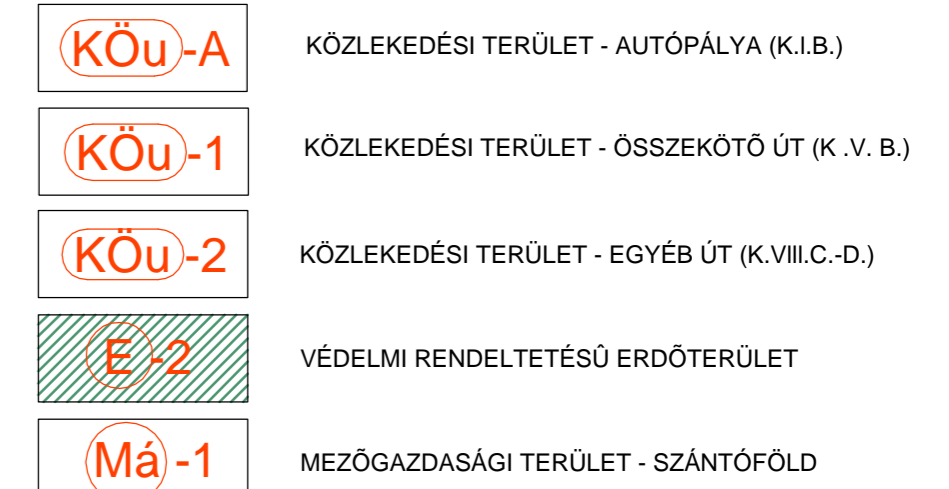 KÖu-A KÖZLEKEDÉSI TERÜLET - AUTÓPÁLYA (K.I.B.)
KÖu-1 KÖZLEKEDÉSI TERÜLET - ÖSSZEKÖTÕ ÚT (K .V. B.)
KÖu-2 KÖZLEKEDÉSI TERÜLET - EGYÉB ÚT (K.VIII.C.-D.)
E-2 VÉDELMI RENDELTETÉSÛ ERDÕTERÜLET
Má-1 MEZÕGAZDASÁGI TERÜLET - SZÁNTÓFÖLD